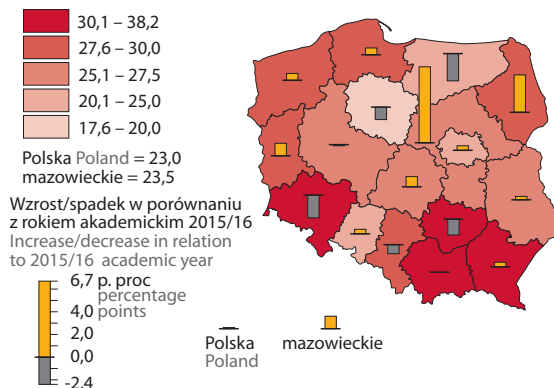 30,1 – 38,2
27,6 – 30,0
25,1 – 27,5
20,1 – 25,0
17,6 – 20,0
Polska Poland = 23,0
mazowieckie = 23,5
Wzrost/spadek w porównaniu
z rokiem akademickim 2015/16
Increase/decrease in relation
to 2015/16 academic year
6,7 p. proc
percentage
points
4,0
2,0
0,0
-2,4
Polska
Poland
mazowieckie